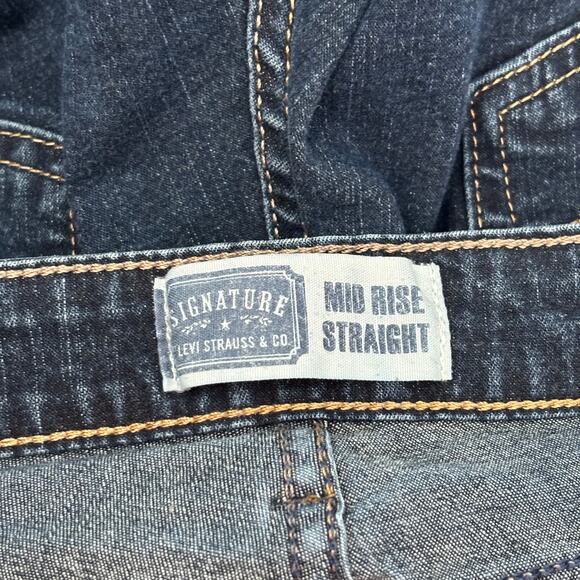 SIGNATURE
LEVI STRAUSS & CO.
MID RISE
STRAIGHT